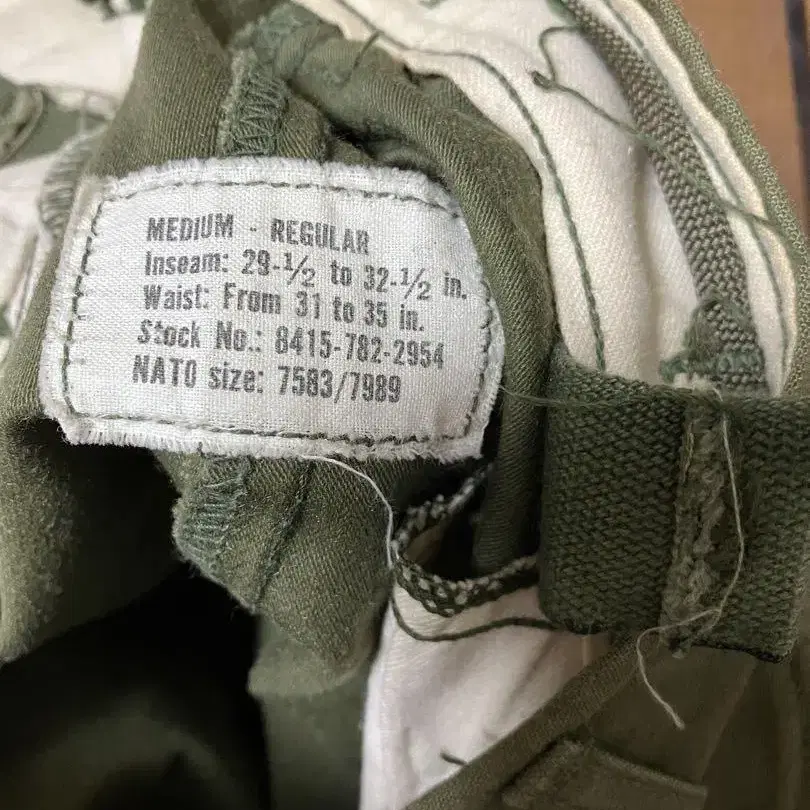 MEDIUM - REGULAR
Inseam: 29-1/2 to 32-1/2 in.
Waist: From 31 to 35 in.
Stock No.: 8415-782-2954
NATO size: 7583/7989